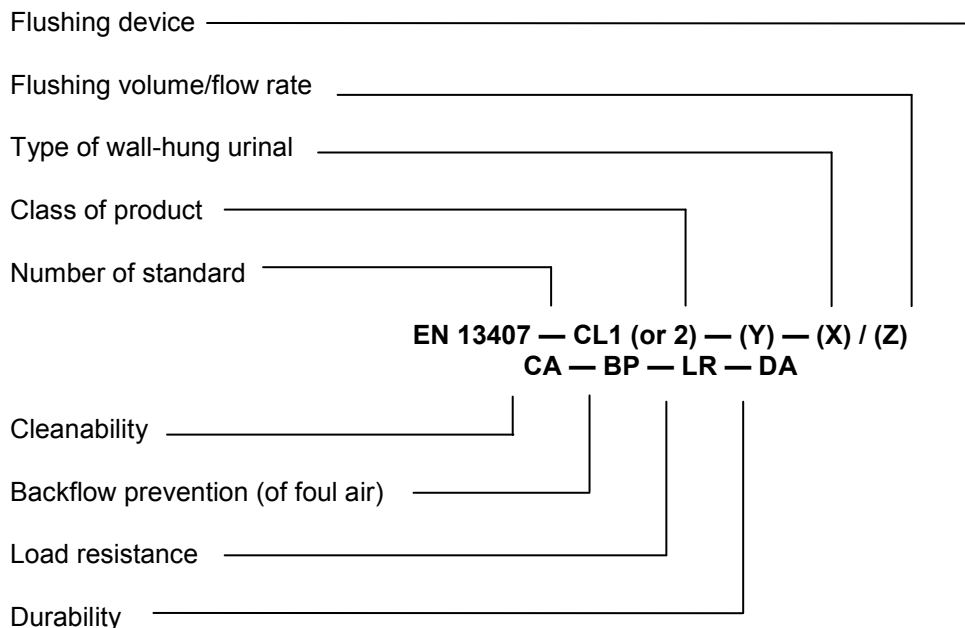 Flushing device
Flushing volume/flow rate
Type of wall-hung urinal
Class of product
Number of standard
EN 13407 — CL1 (or 2) — (Y) — (X) / (Z)
CA — BP — LR — DA
Cleanability
Backflow prevention (of foul air)
Load resistance
Durability